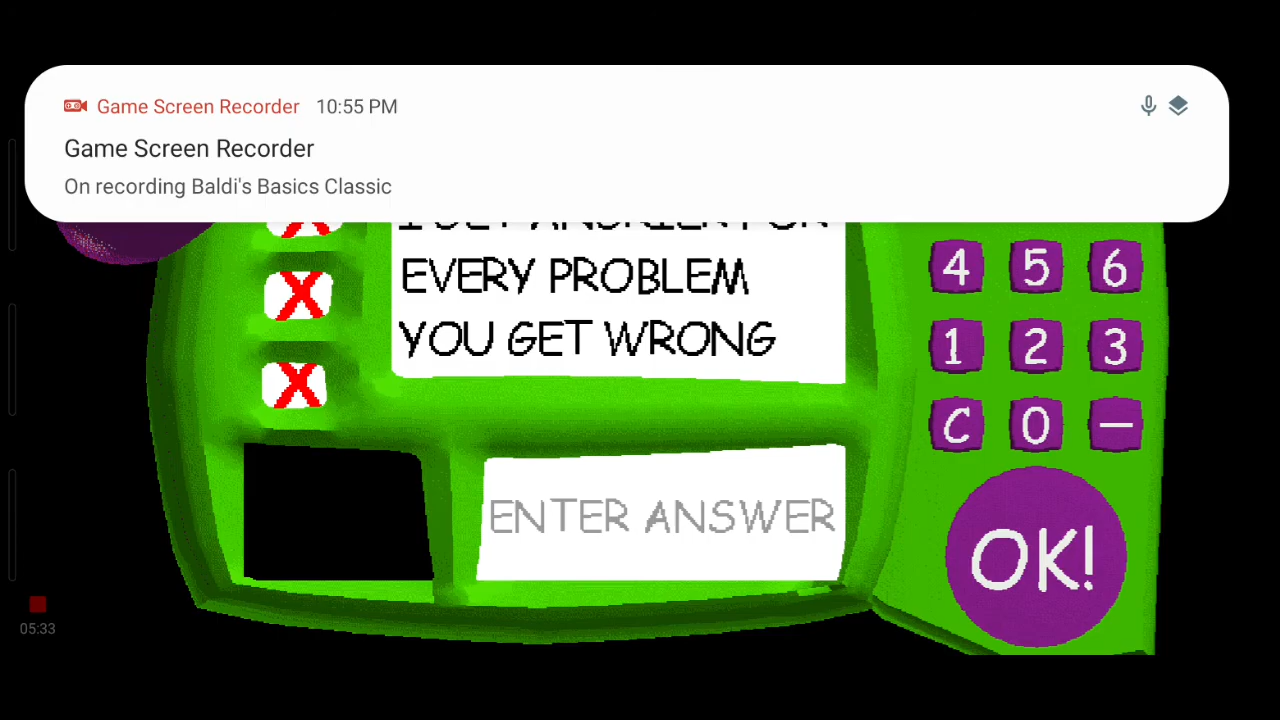 Game Screen Recorder 10:55 PM
Game Screen Recorder
On recording Baldi's Basics Classic
EVERY PROBLEM
YOU GET WRONG
4 5 6
1 2 3
C 0 –
ENTER ANSWER
OK!
05:33